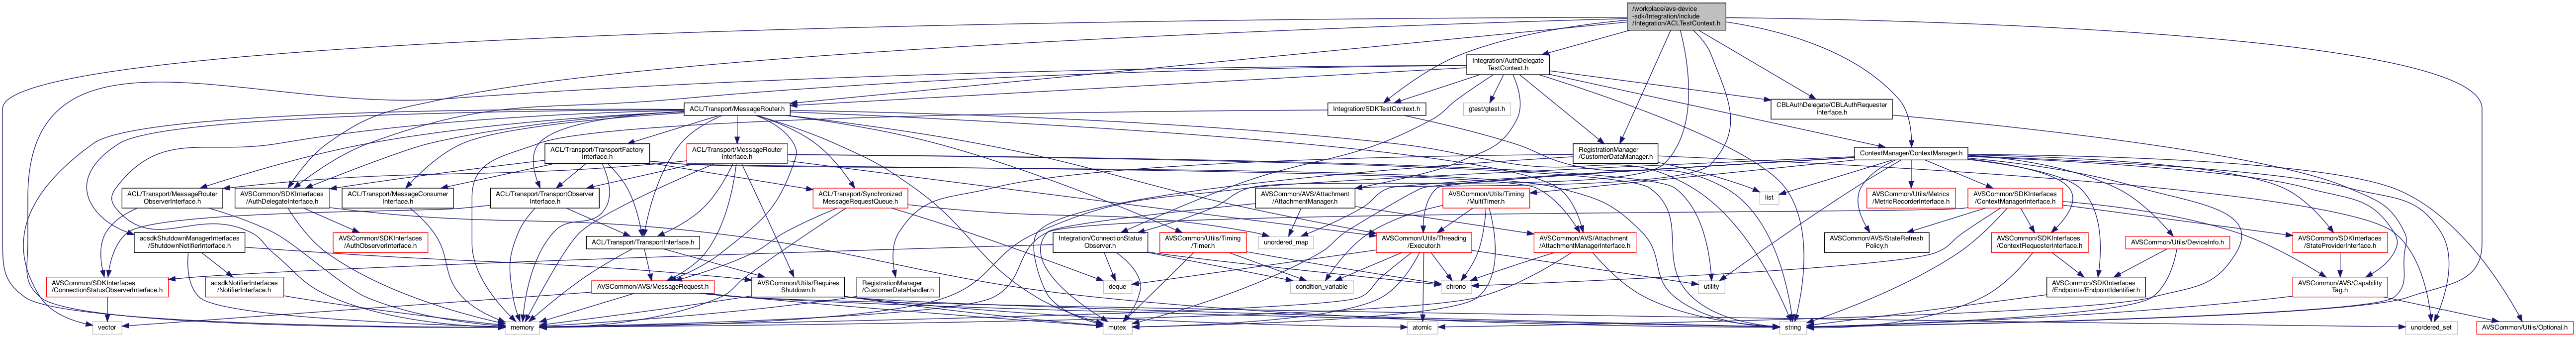 /workplace/avs-device
-sdk/Integration/include
/Integration/ACLTestContext.h
Integration/AuthDelegate
TestContext.h
ACL/Transport/MessageRouter.h
Integration/SDKTestContext.h
gtest/gtest.h
CBLAuthDelegate/CBLAuthRequester
Interface.h
ACL/Transport/TransportFactory
Interface.h
ACL/Transport/MessageRouter
Interface.h
RegistrationManager
/CustomerDataManager.h
ContextManager/ContextManager.h
ACL/Transport/MessageRouter
ObserverInterface.h
AVSCommon/SDKInterfaces
/AuthDelegateInterface.h
ACL/Transport/MessageConsumer
Interface.h
ACL/Transport/TransportObserver
Interface.h
ACL/Transport/Synchronized
MessageRequestQueue.h
AVSCommon/AVS/Attachment
/AttachmentManager.h
AVSCommon/Utils/Timing
/MultiTimer.h
list
AVSCommon/Utils/Metrics
/MetricRecorderInterface.h
AVSCommon/SDKInterfaces
/ContextManagerInterface.h
acsdkShutdownManagerInterfaces
/ShutdownNotifierInterface.h
AVSCommon/SDKInterfaces
/AuthObserverInterface.h
ACL/Transport/TransportInterface.h
unordered_map
Integration/ConnectionStatus
Observer.h
AVSCommon/Utils/Timing
/Timer.h
AVSCommon/Utils/Threading
/Executor.h
AVSCommon/AVS/Attachment
/AttachmentManagerInterface.h
AVSCommon/AVS/StateRefresh
Policy.h
AVSCommon/SDKInterfaces
/ContextRequesterInterface.h
AVSCommon/Utils/DeviceInfo.h
AVSCommon/SDKInterfaces
/StateProviderInterface.h
AVSCommon/SDKInterfaces
/ConnectionStatusObserverInterface.h
acsdkNotifierInterfaces
/NotifierInterface.h
AVSCommon/AVS/MessageRequest.h
AVSCommon/Utils/Requires
Shutdown.h
RegistrationManager
/CustomerDataHandler.h
deque
condition_variable
chrono
utility
AVSCommon/SDKInterfaces
/Endpoints/EndpointIdentifier.h
AVSCommon/AVS/Capability
Tag.h
vector
memory
mutex
atomic
string
unordered_set
AVSCommon/Utils/Optional.h